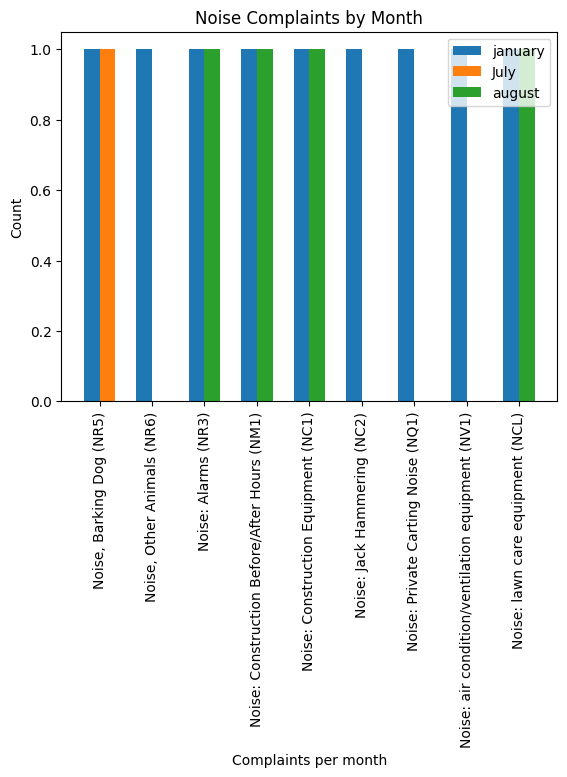 Noise Complaints by Month
january
July
august
Count
1.0
0.8
0.6
0.4
0.2
0.0
Noise, Barking Dog (NR5)
Noise, Other Animals (NR6)
Noise: Alarms (NR3)
Noise: Construction Before/After Hours (NM1)
Noise: Construction Equipment (NC1)
Noise: Jack Hammering (NC2)
Noise: Private Carting Noise (NQ1)
Noise: air condition/ventilation equipment (NV1)
Noise: lawn care equipment (NCL)
Complaints per month